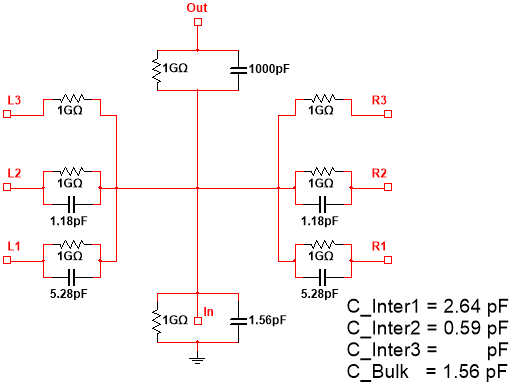 Out
1GΩ 1000pF
L3 1GΩ 1GΩ R3
L2 1GΩ 1GΩ R2
1.18pF 1.18pF
L1 1GΩ 1GΩ R1
5.28pF 5.28pF
1GΩ In 1.56pF
C_Inter1 = 2.64 pF
C_Inter2 = 0.59 pF
C_Inter3 = pF
C_Bulk = 1.56 pF